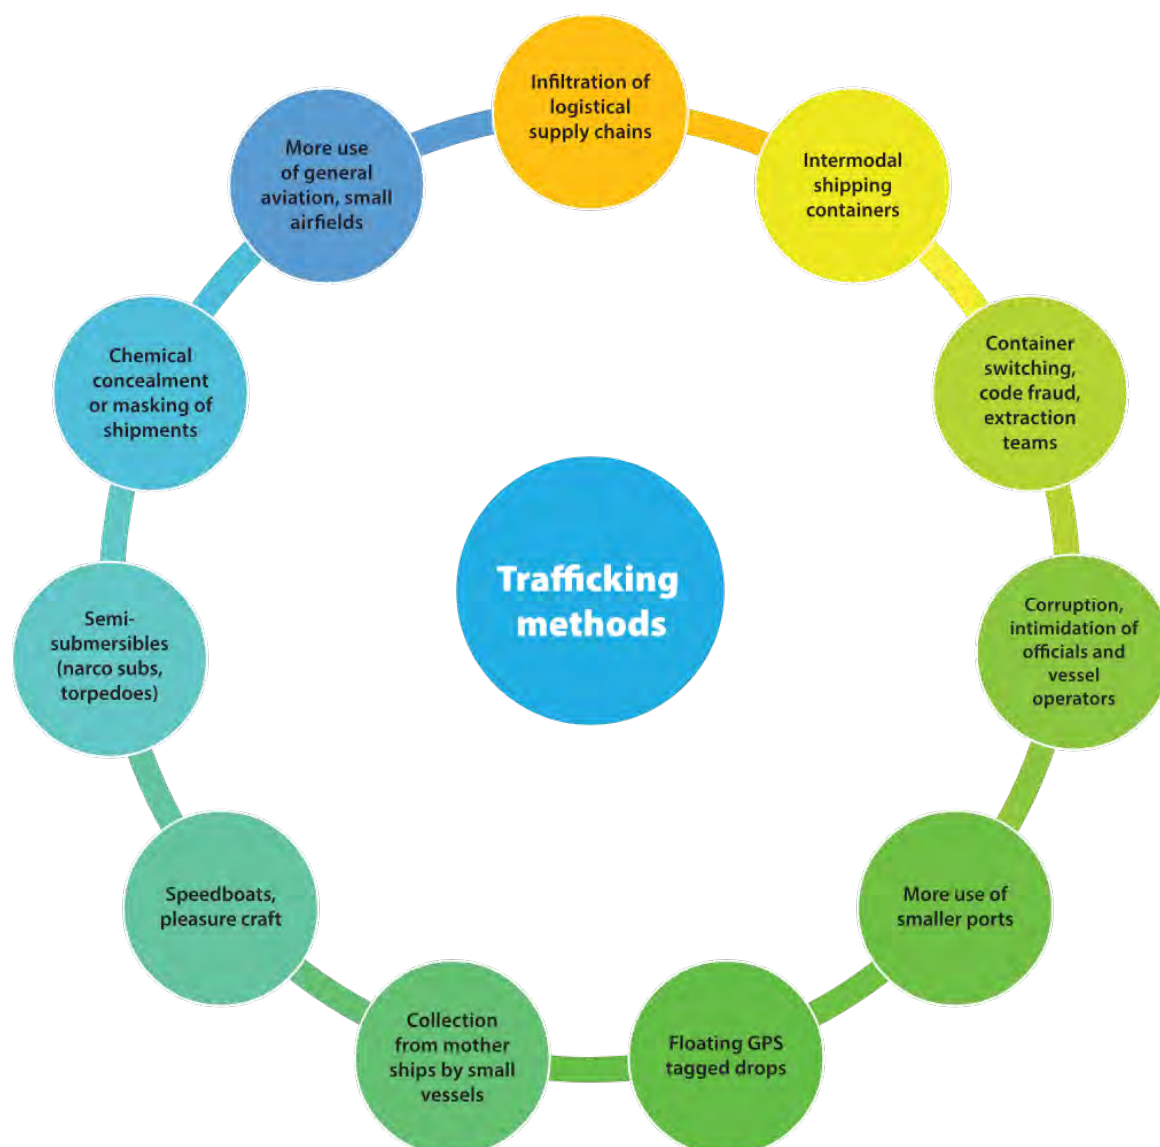 Infiltration of
logistical
supply chains
Intermodal
shipping
containers
Container
switching,
code fraud,
extraction
teams
Corruption,
intimidation of
officials and
vessel
operators
More use of
smaller ports
Floating GPS
tagged drops
Collection
from mother
ships by small
vessels
Speedboats,
pleasure craft
Semi-
submersibles
(narco subs,
torpedoes)
Chemical
concealment
or masking of
shipments
More use
of general
aviation, small
airfields
Trafficking
methods